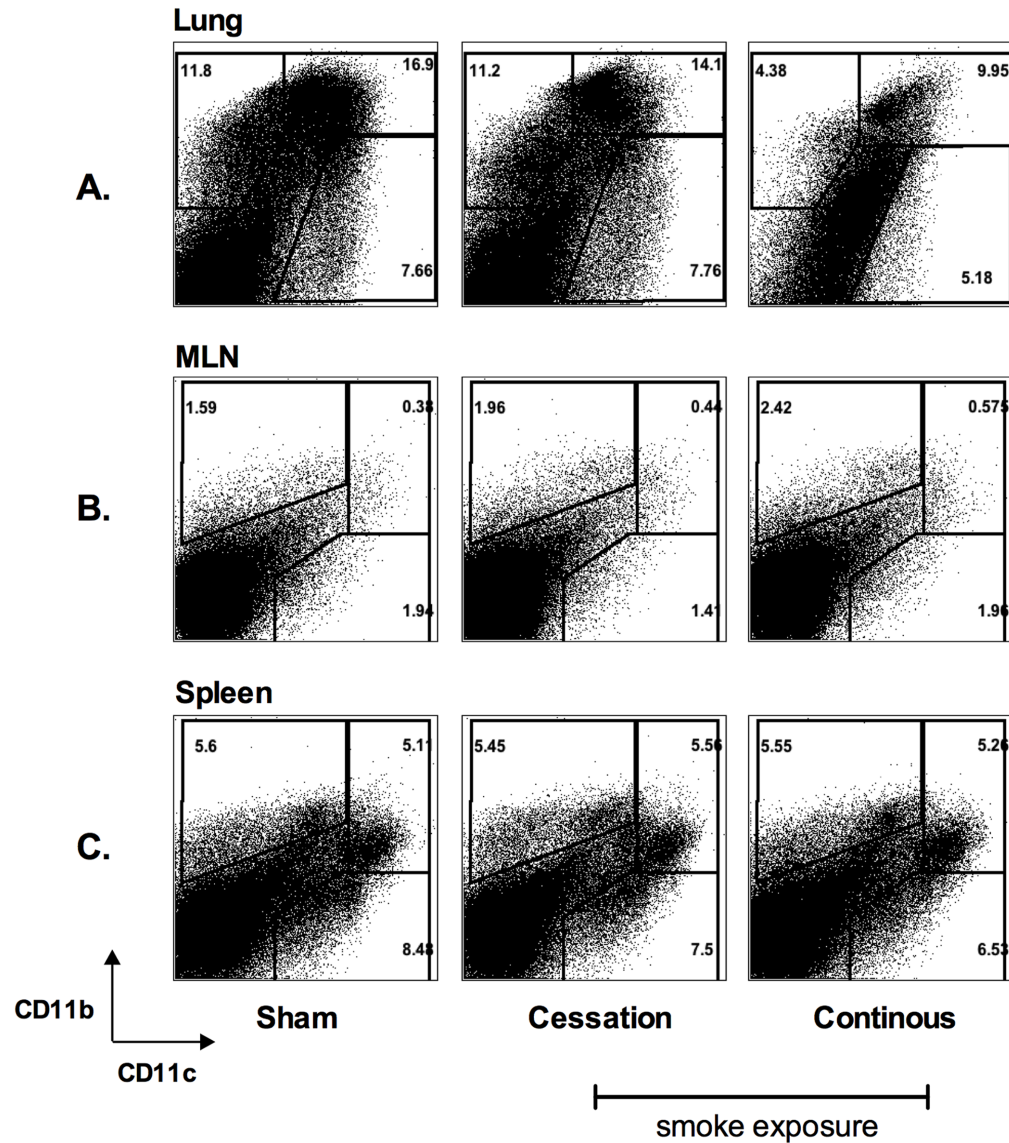 Lung
11.8 16.9 11.2 14.1 4.38 9.95
A.
7.66 7.76 5.18
MLN
1.59 0.38 1.96 0.44 2.42 0.575
B.
1.94 1.41 1.96
Spleen
5.6 5.11 5.45 5.56 5.55 5.26
C.
8.48 7.5 6.53
CD11b
Sham Cessation Continous
CD11c
smoke exposure